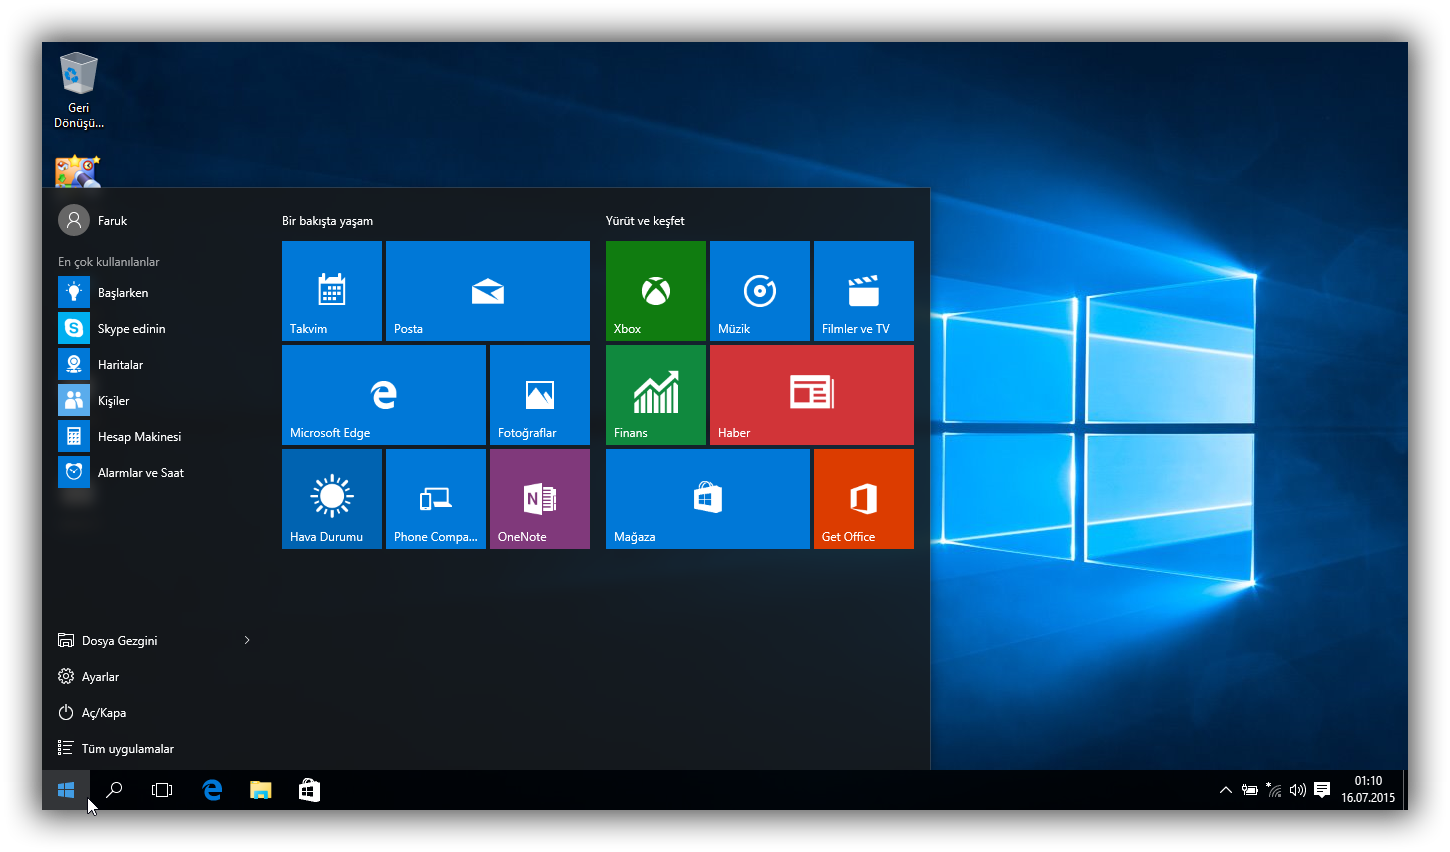 Geri
Dönüşü...
Faruk
En çok kullanılanlar
Başlarken
Skype edinin
Haritalar
Kişiler
Hesap Makinesi
Alarmlar ve Saat
Dosya Gezgini
Ayarlar
Aç/Kapa
Tüm uygulamalar
Bir bakışta yaşam
Takvim
Posta
Microsoft Edge
Fotoğraflar
Hava Durumu
Phone Compa...
OneNote
Yürüt ve keşfet
Xbox
Müzik
Filmler ve TV
Finans
Haber
Mağaza
Get Office
01:10
16.07.2015